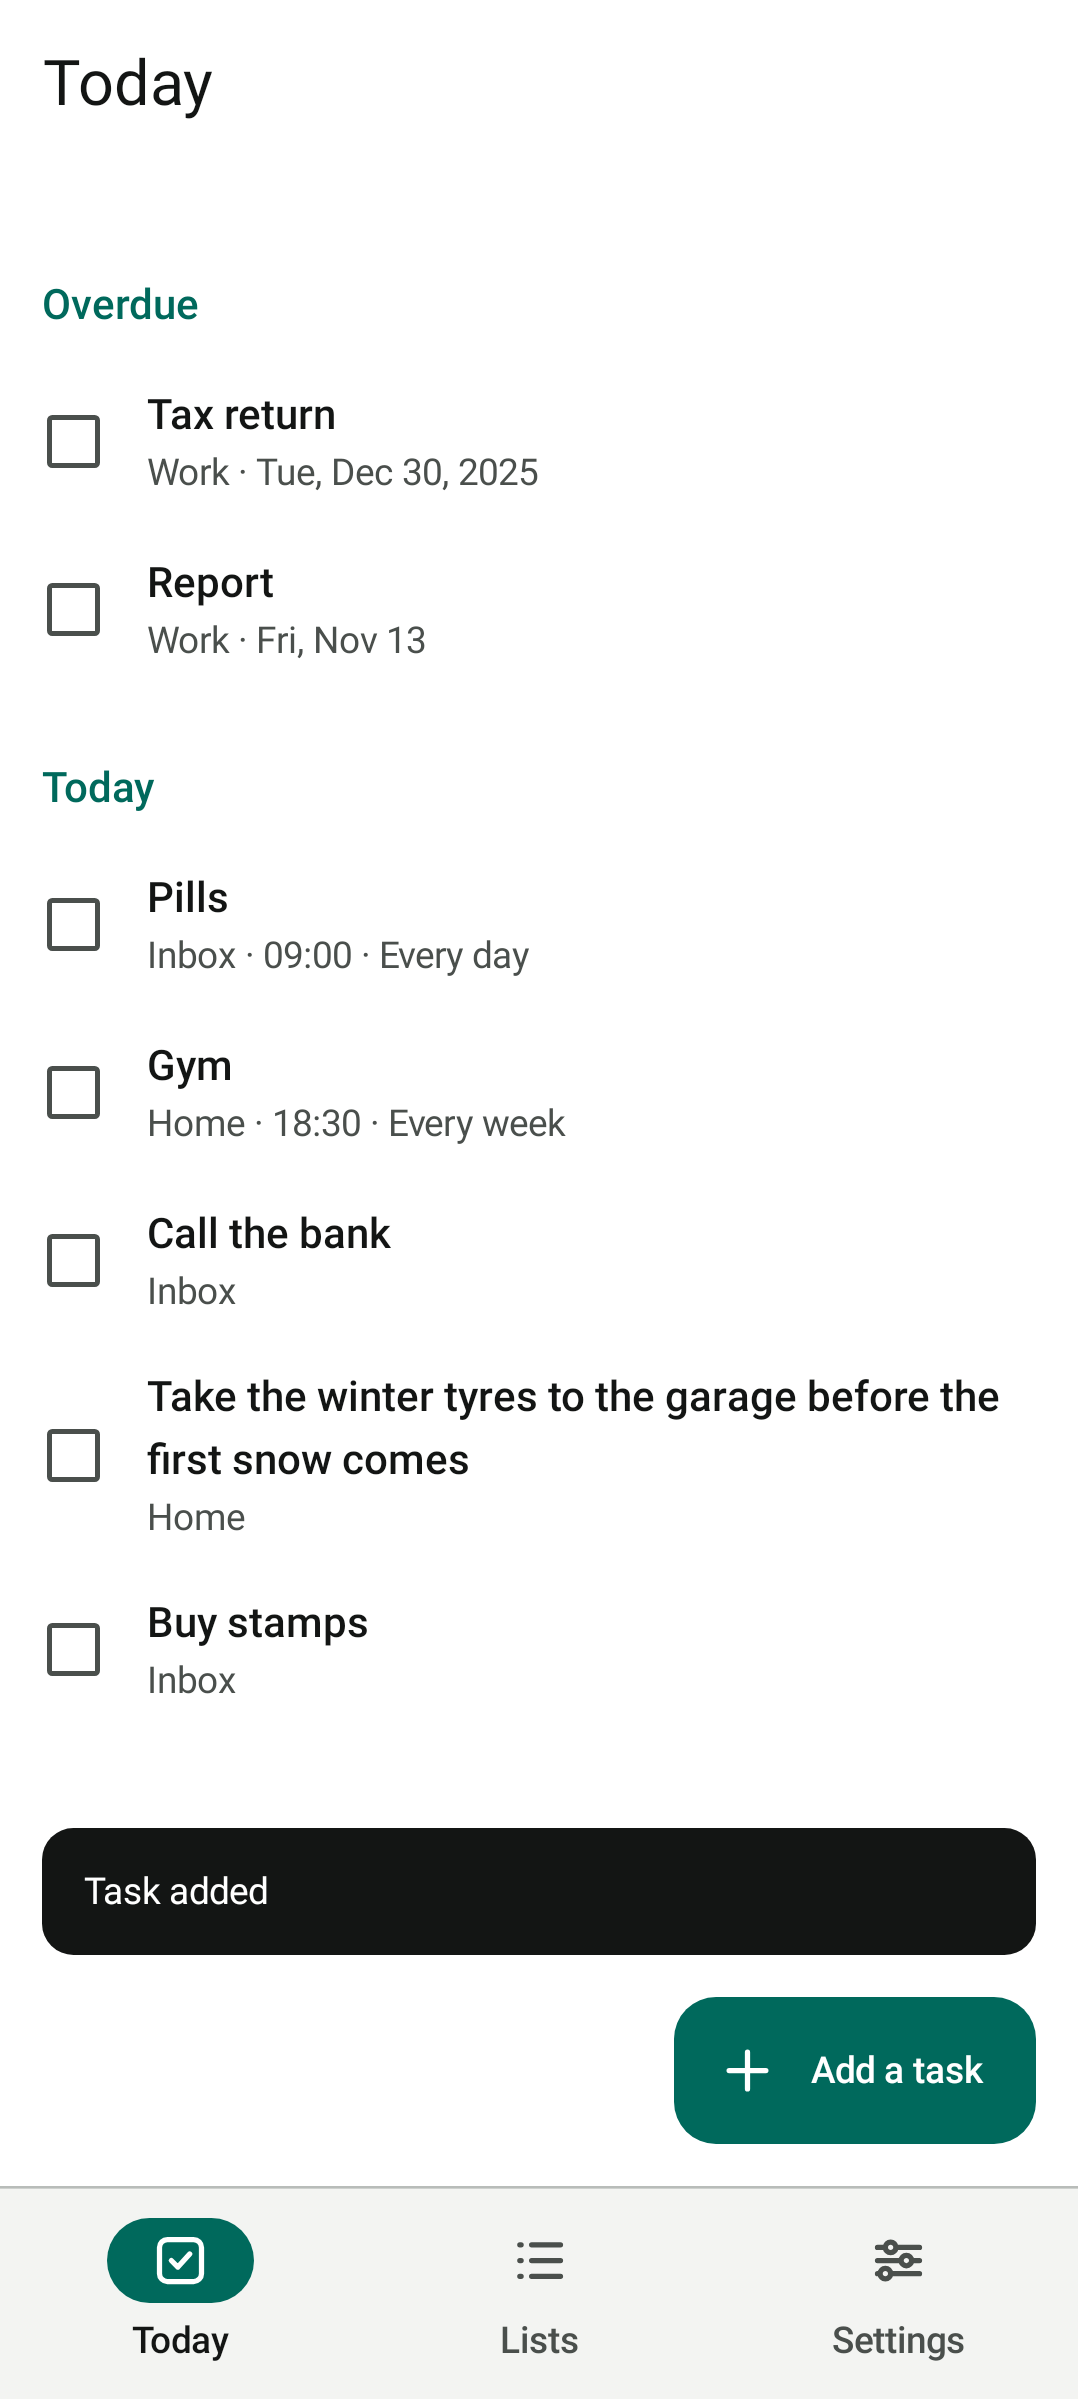 Today
Overdue
Tax return
Work · Tue, Dec 30, 2025
Report
Work · Fri, Nov 13
Today
Pills
Inbox · 09:00 · Every day
Gym
Home · 18:30 · Every week
Call the bank
Inbox
Take the winter tyres to the garage before the
first snow comes
Home
Buy stamps
Inbox
Task added
Add a task
Today
Lists
Settings